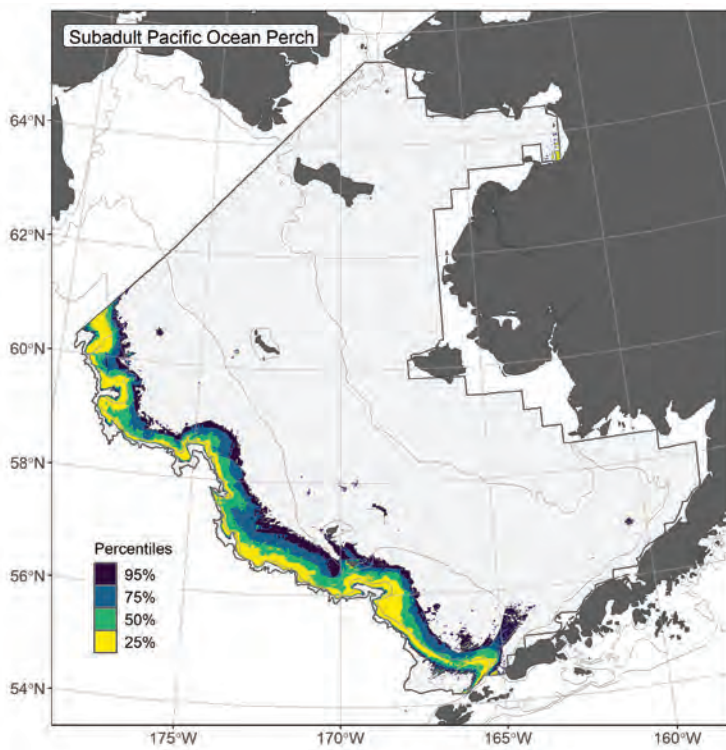 Subadult Pacific Ocean Perch
64°N
62°N
60°N
58°N
56°N
54°N
Percentiles
95%
75%
50%
25%
175°W
170°W
165°W
160°W